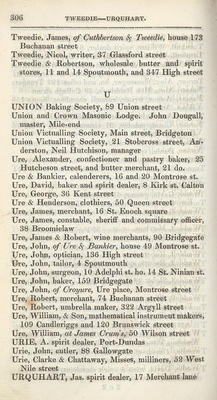 306 TWEEDIE—URQUHART.
Tweedie, James, of Cuthbertson & Tweedie, house 173
Buchanan street
Tweedie, Nicol, writer, 37 Glassford street
Tweedie & Robertson, wholesale butter and spirit
stores, 11 and 14 Spoutmouth, and 347 High street
U
UNION Baking Society, 89 Union street
Union and Crown Masonic Lodge. John Dougall,
master, Mile-end
Union Victualling Society, Main street, Bridgeton
Union Victualling Society, 21 Stobcross street, An-
derston, Neil Hutchison, manager
Ure, Alexander, confectioner and pastry baker, 25
Hutcheson street, and butter merchant, 21 do.
Ure & Bankier, calenderers, 16 and 20 Montrose st.
Ure, David, baker and spirit dealer, 8 Kirk st. Calton
Ure, George, 36 Kent street
Ure & Henderson, clothiers, 50 Queen street
Ure, James, merchant, 16 St. Enoch square
Ure, James, constable, sheriff and commissary officer,
38 Broomielaw
Ure, James & Robert, wine merchants, 90 Bridgegate
Ure, John, of Ure & Bankier, house 49 Montrose st.
Ure, John, optician, 136 High street
Ure, John, tailor, 4 Spoutmouth
Ure, John, surgeon, 10 Adelphi st. ho. 14 St. Ninian st.
Ure, John, baker, 159 Bridgegate
Ure, John, of Croyure, Ure place, Montrose street
Ure, Robert, merchant, 74 Buchanan street
Ure, Robert, umbrella maker, 322 Argyll street
Ure, William, & Son, mathematical instrument makers,
109 Candleriggs and 120 Brunswick street
Ure, William, at James Crum's, 50 Wilson street
URIE, A. spirit dealer, Port-Dundas
Urie, John, cutler, 88 Gallowgate
Urie, Clarke & Chattaway, Misses, milliners, 32 West
Nile street
URQUHART, Jas. spirit dealer, 17 Merchant lane